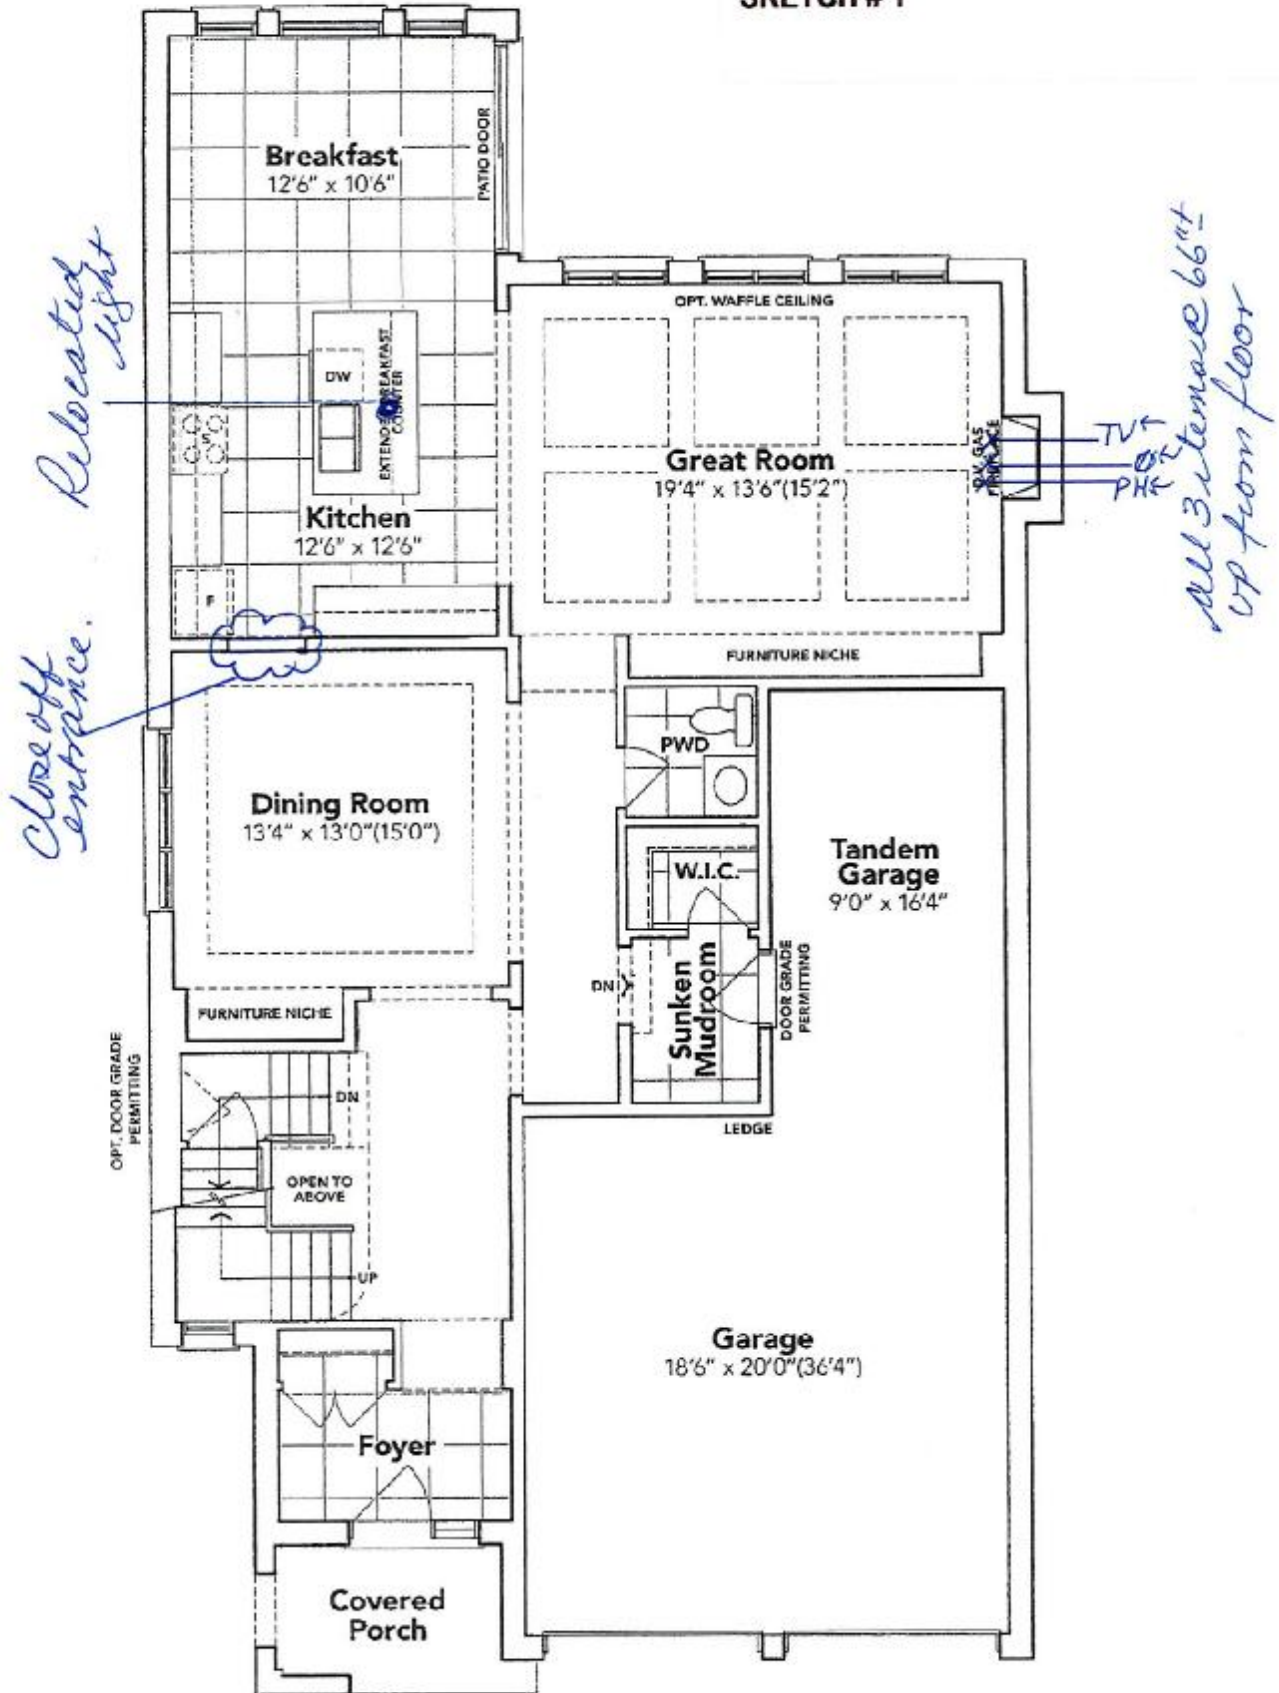 Breakfast
12'6" x 10'6"
PATIO DOOR
Relocated
light
OPT. WAFFLE CEILING
DW
EXTENDED BREAKFAST
COUNTER
S
Great Room
19'4" x 13'6"(15'2")
GAS
FIREPLACE
TV
PH
All 3 items are 66"±
UP from floor
Kitchen
12'6" x 12'6"
F
Close off
entrance.
FURNITURE NICHE
PWD
Dining Room
13'4" x 13'0"(15'0")
W.I.C.
Tandem
Garage
9'0" x 16'4"
DN
Sunken
Mudroom
DOOR GRADE
PERMITTING
FURNITURE NICHE
OPT. DOOR GRADE
PERMITTING
DN
LEDGE
OPEN TO
ABOVE
UP
Garage
18'6" x 20'0"(36'4")
Foyer
Covered
Porch